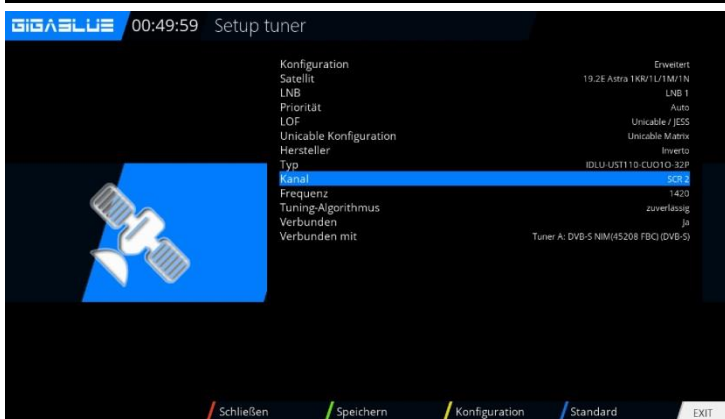 GIGABLUE 00:49:59 Setup tuner
Konfiguration Erweitert
Satellit 19.2E Astra 1KR/1L/1M/1N
LNB LNB 1
Priorität Auto
LOF Unicable / JESS
Unicable Konfiguration Unicable Matrix
Hersteller Inverto
Typ IDLU-UST110-CUO1O-32P
Kanal SCR 2
Frequenz 1420
Tuning-Algorithmus zuverlässig
Verbunden Ja
Verbunden mit Tuner A: DVB-S NIM(45208 FBC) (DVB-S)
Schließen Speichern Konfiguration Standard EXIT